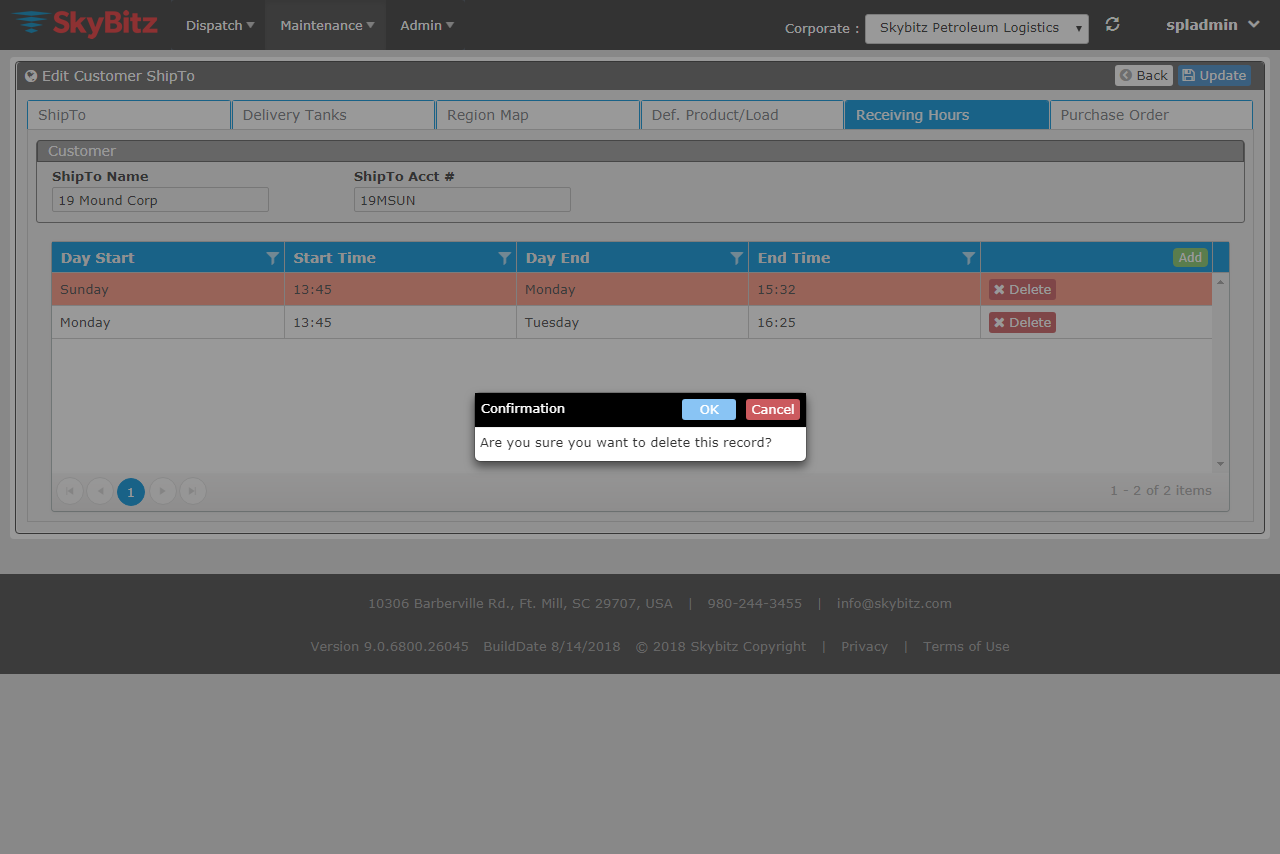 SkyBitz Dispatch Maintenance Admin Corporate : Skybitz Petroleum Logistics spladmin
Edit Customer ShipTo Back Update
ShipTo Delivery Tanks Region Map Def. Product/Load Receiving Hours Purchase Order
Customer
ShipTo Name ShipTo Acct #
19 Mound Corp 19MSUN
Day Start Start Time Day End End Time Add
Sunday 13:45 Monday 15:32 Delete
Monday 13:45 Tuesday 16:25 Delete
Confirmation OK Cancel
Are you sure you want to delete this record?
1 1 - 2 of 2 items
10306 Barberville Rd., Ft. Mill, SC 29707, USA | 980-244-3455 | info@skybitz.com
Version 9.0.6800.26045 BuildDate 8/14/2018 © 2018 Skybitz Copyright | Privacy | Terms of Use